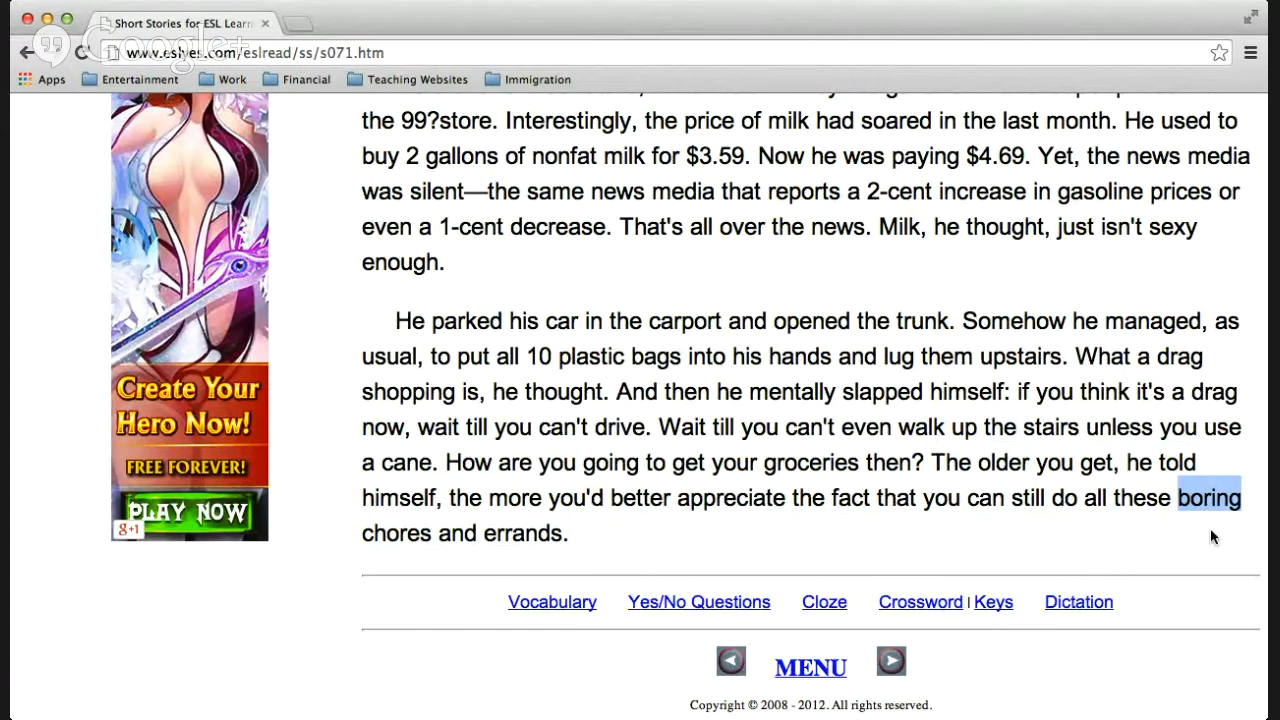 Short Stories for ESL Learn
Google+
www.eslyes.com/eslread/ss/s071.htm
Apps Entertainment Work Financial Teaching Websites Immigration
the 99?store. Interestingly, the price of milk had soared in the last month. He used to
buy 2 gallons of nonfat milk for $3.59. Now he was paying $4.69. Yet, the news media
was silent—the same news media that reports a 2-cent increase in gasoline prices or
even a 1-cent decrease. That's all over the news. Milk, he thought, just isn't sexy
enough.
He parked his car in the carport and opened the trunk. Somehow he managed, as
usual, to put all 10 plastic bags into his hands and lug them upstairs. What a drag
shopping is, he thought. And then he mentally slapped himself: if you think it's a drag
now, wait till you can't drive. Wait till you can't even walk up the stairs unless you use
a cane. How are you going to get your groceries then? The older you get, he told
himself, the more you'd better appreciate the fact that you can still do all these boring
chores and errands.
Create Your
Hero Now!
FREE FOREVER!
PLAY NOW
g+1
Vocabulary Yes/No Questions Cloze Crossword | Keys Dictation
MENU
Copyright © 2008 - 2012. All rights reserved.